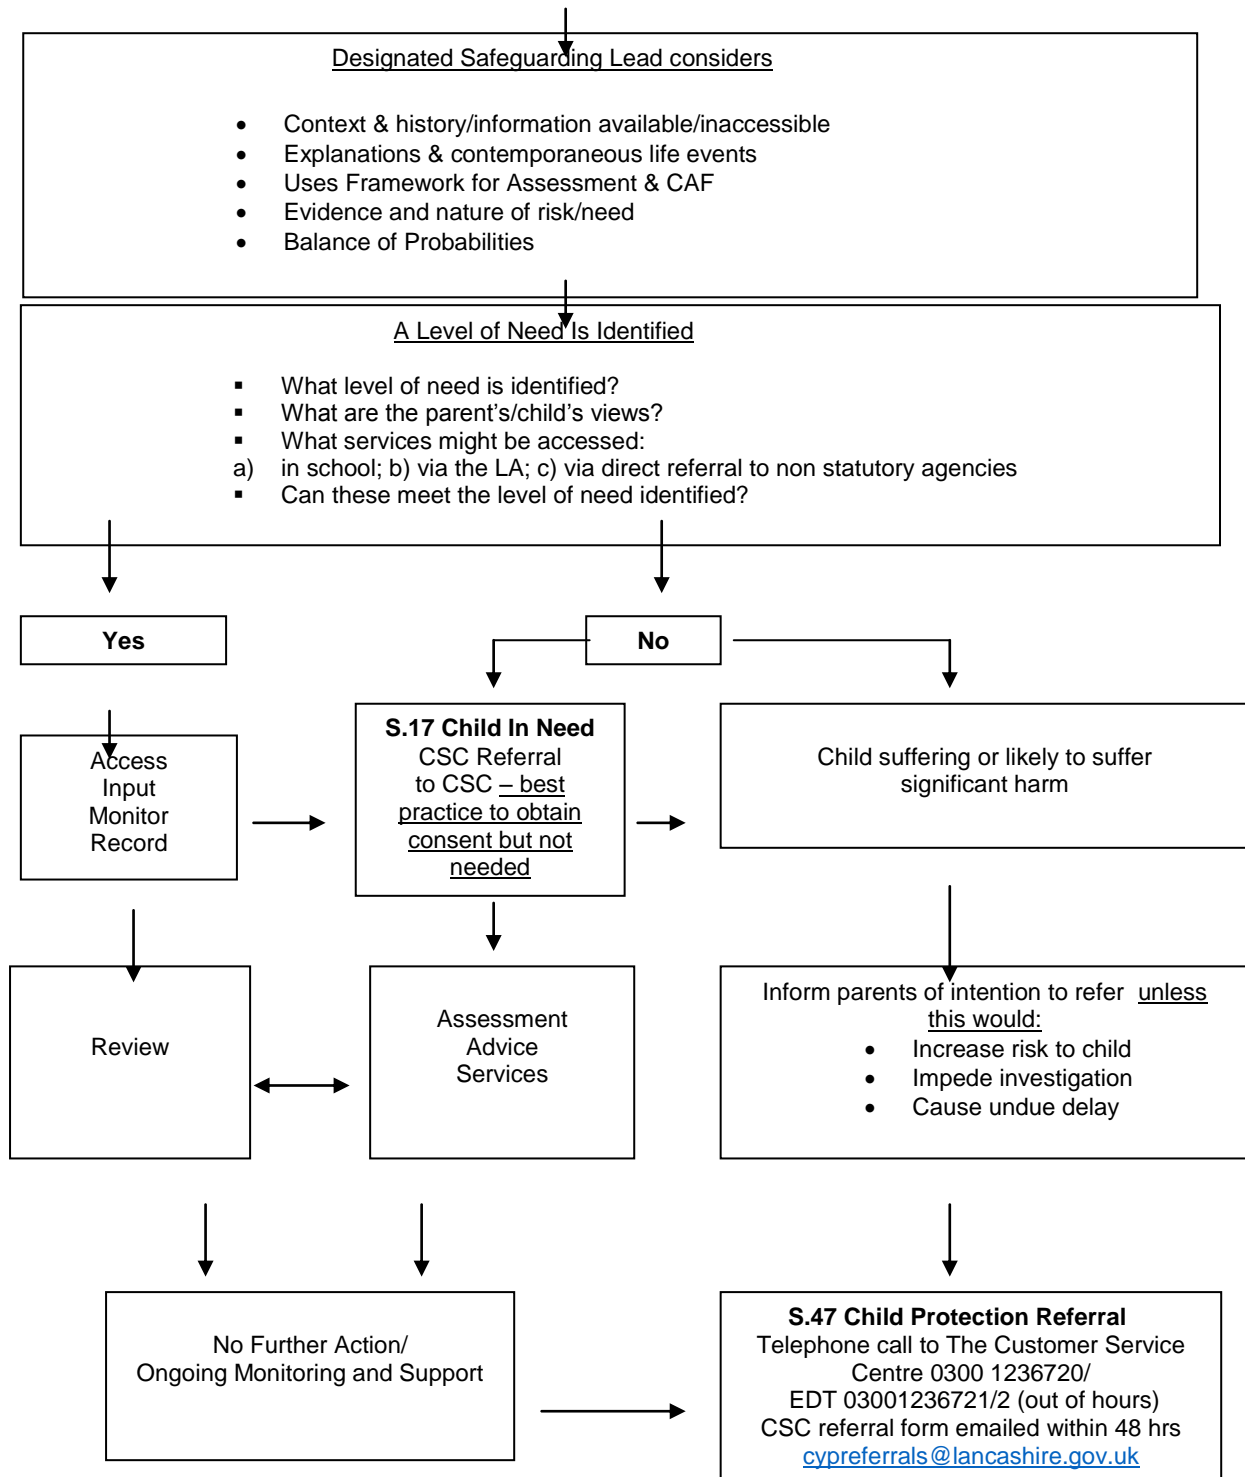 Designated Safeguarding Lead considers
• Context & history/information available/inaccessible
• Explanations & contemporaneous life events
• Uses Framework for Assessment & CAF
• Evidence and nature of risk/need
• Balance of Probabilities
A Level of Need Is Identified
▪ What level of need is identified?
▪ What are the parent's/child's views?
▪ What services might be accessed:
a) in school; b) via the LA; c) via direct referral to non statutory agencies
▪ Can these meet the level of need identified?
Yes
No
Access
Input
Monitor
Record
S.17 Child In Need
CSC Referral
to CSC – best
practice to obtain
consent but not
needed
Child suffering or likely to suffer
significant harm
Review
Assessment
Advice
Services
Inform parents of intention to refer unless
this would:
• Increase risk to child
• Impede investigation
• Cause undue delay
No Further Action/
Ongoing Monitoring and Support
S.47 Child Protection Referral
Telephone call to The Customer Service
Centre 0300 1236720/
EDT 03001236721/2 (out of hours)
CSC referral form emailed within 48 hrs
cypreferrals@lancashire.gov.uk